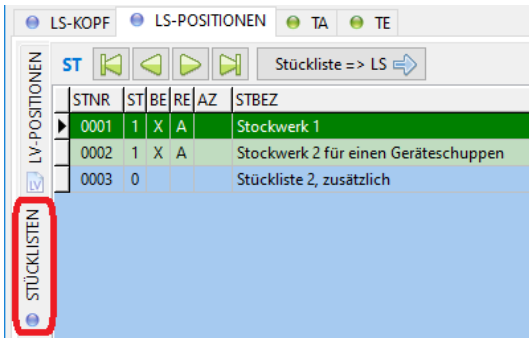 LS-KOPF LS-POSITIONEN TA TE
ST Stückliste => LS
STNR ST BE RE AZ STBEZ
0001 1 X A Stockwerk 1
0002 1 X A Stockwerk 2 für einen Geräteschuppen
0003 0 Stückliste 2, zusätzlich
LV-POSITIONEN
LV
STÜCKLISTEN